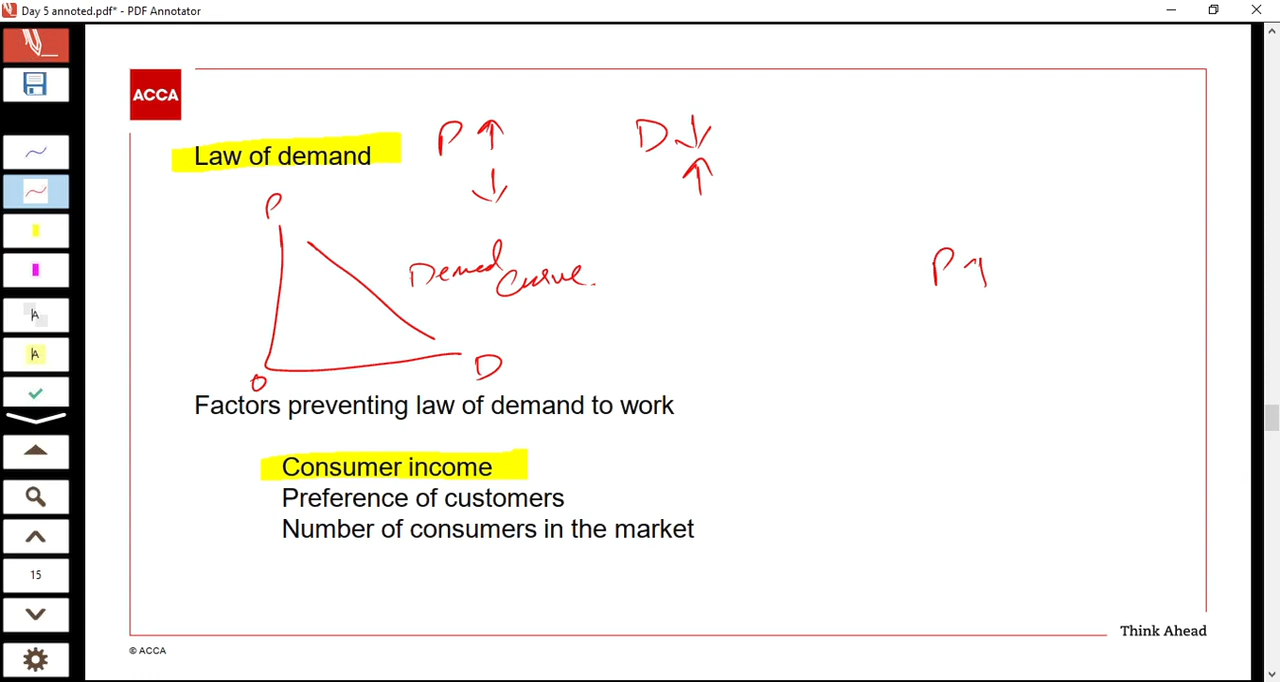 Day 5 annoted.pdf* - PDF Annotator
ACCA
P ↑ D ↓
Law of demand
↓ ↑
P
Demed
Curve.
P ↑
O D
Factors preventing law of demand to work
Consumer income
Preference of customers
Number of consumers in the market
15
Think Ahead
© ACCA